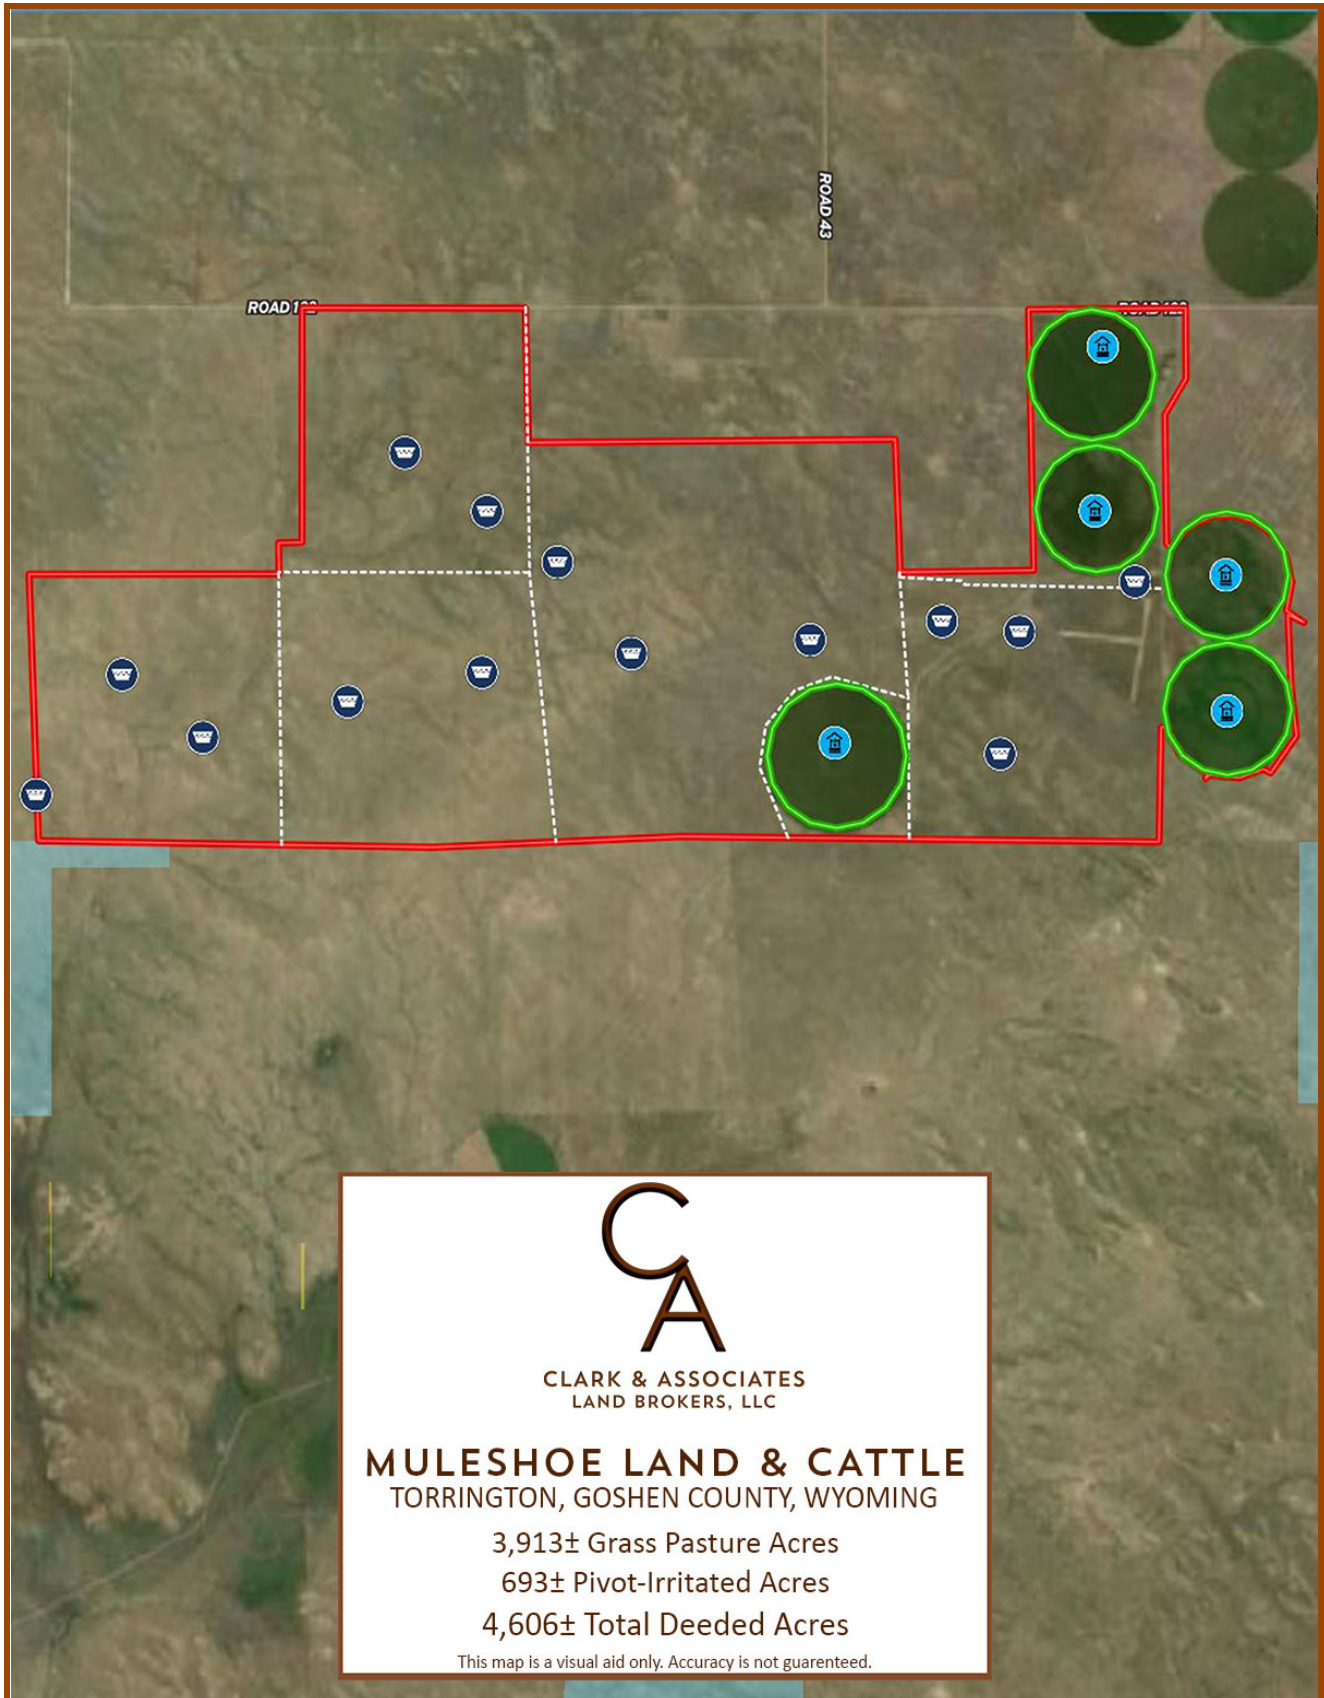 ROAD 43
ROAD 1
CA
CLARK & ASSOCIATES
LAND BROKERS, LLC
MULESHOE LAND & CATTLE
TORRINGTON, GOSHEN COUNTY, WYOMING
3,913± Grass Pasture Acres
693± Pivot-Irritated Acres
4,606± Total Deeded Acres
This map is a visual aid only. Accuracy is not guarenteed.